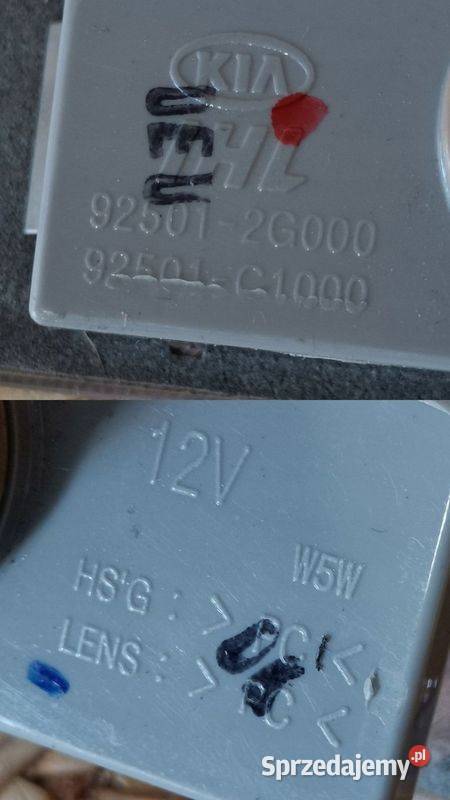 KIA
92501-2G000
92501-C1000
12V
W5W
HS'G : > PC <
LENS : > PC <
Sprzedajemy.pl